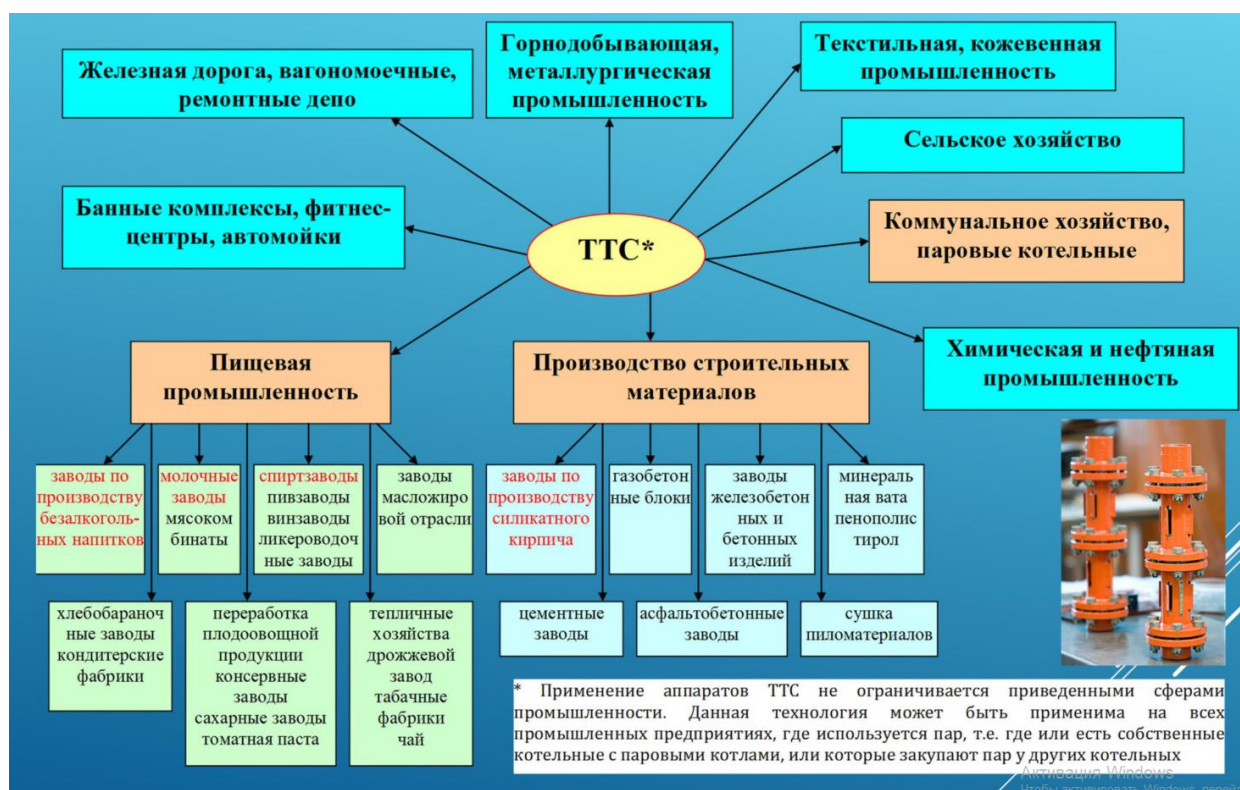 Железная дорога, вагономоечные,
ремонтные депо
Горнодобывающая,
металлургическая
промышленность
Текстильная, кожевенная
промышленность
Сельское хозяйство
Банные комплексы, фитнес-
центры, автомойки
ТТС*
Коммунальное хозяйство,
паровые котельные
Пищевая
промышленность
Производство строительных
материалов
Химическая и нефтяная
промышленность
заводы по
производству
безалкоголь-
ных напитков
молочные
заводы
мясоком
бинаты
спиртзаводы
пивзаводы
винзаводы
ликероводоч
ные заводы
заводы
масложиро
вой отрасли
заводы по
производству
силикатного
кирпича
газобетон
ные блоки
заводы
железобетон
ных и
бетонных
изделий
минераль
ная вата
пенополис
тирол
хлебобараноч
ные заводы
кондитерские
фабрики
переработка
плодоовощной
продукции
консервные
заводы
сахарные заводы
томатная паста
тепличные
хозяйства
дрожжевой
завод
табачные
фабрики
чай
цементные
заводы
асфальтобетонные
заводы
сушка
пиломатериалов
* Применение аппаратов ТТС не ограничивается приведенными сферами
промышленности. Данная технология может быть применима на всех
промышленных предприятиях, где используется пар, т.е. где или есть собственные
котельные с паровыми котлами, или которые закупают пар у других котельных
Активация Windows
Чтобы активировать Windows,